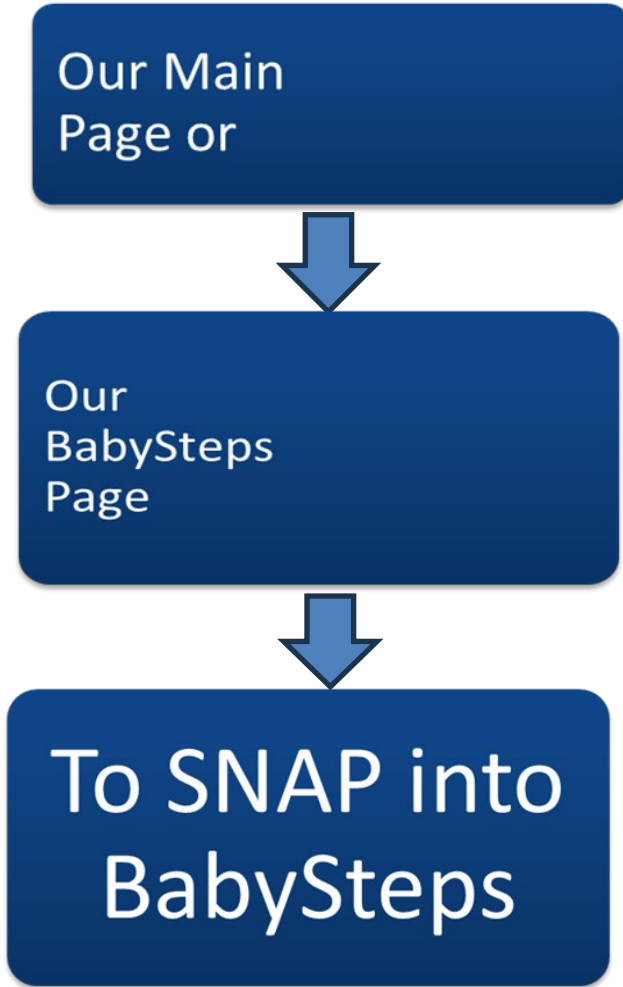 Our Main
Page or
Our
BabySteps
Page
To SNAP into
BabySteps